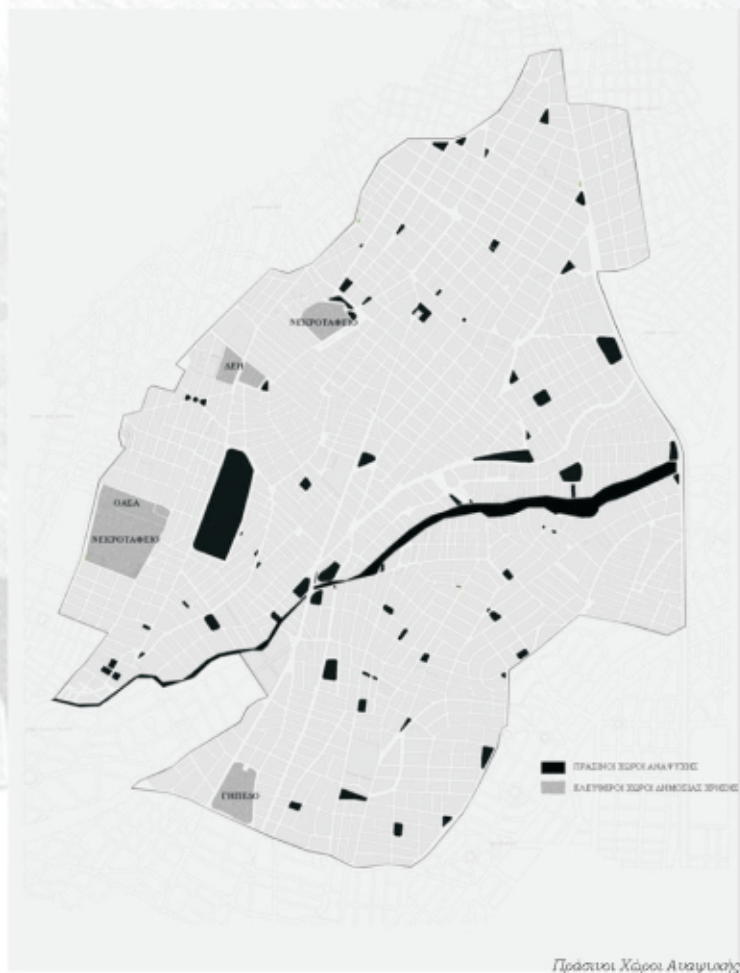 ΝΕΚΡΟΤΑΦΕΙΟ
ΔΕΗ
ΟΑΣΑ
ΝΕΚΡΟΤΑΦΕΙΟ
ΓΗΠΕΔΟ
ΠΡΑΣΙΝΟΙ ΧΩΡΟΙ ΑΝΑΨΥΧΗΣ
ΕΛΕΥΘΕΡΟΙ ΧΩΡΟΙ ΔΗΜΟΣΙΑΣ ΧΡΗΣΗΣ
Πράσινοι Χώροι Αναψυχής